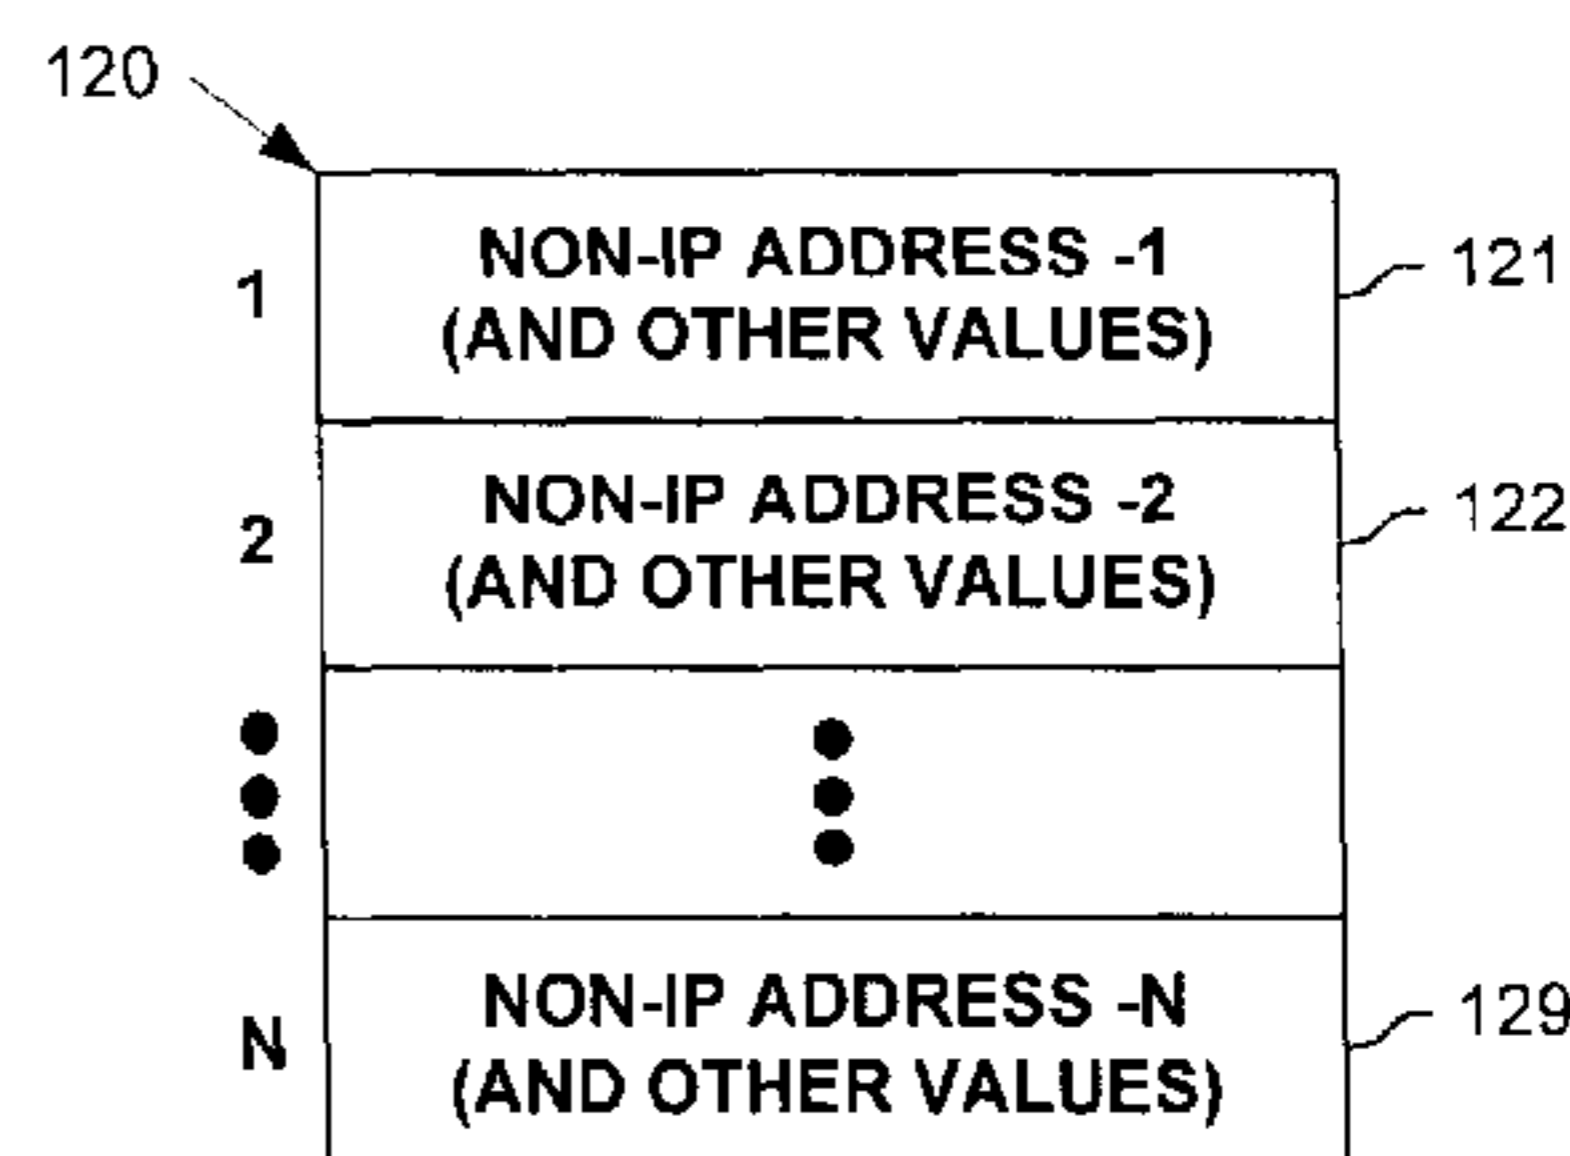 120
NON-IP ADDRESS -1
1
121
(AND OTHER VALUES)
NON-IP ADDRESS -2
2
122
(AND OTHER VALUES)
NON-IP ADDRESS -N
N
129
(AND OTHER VALUES)